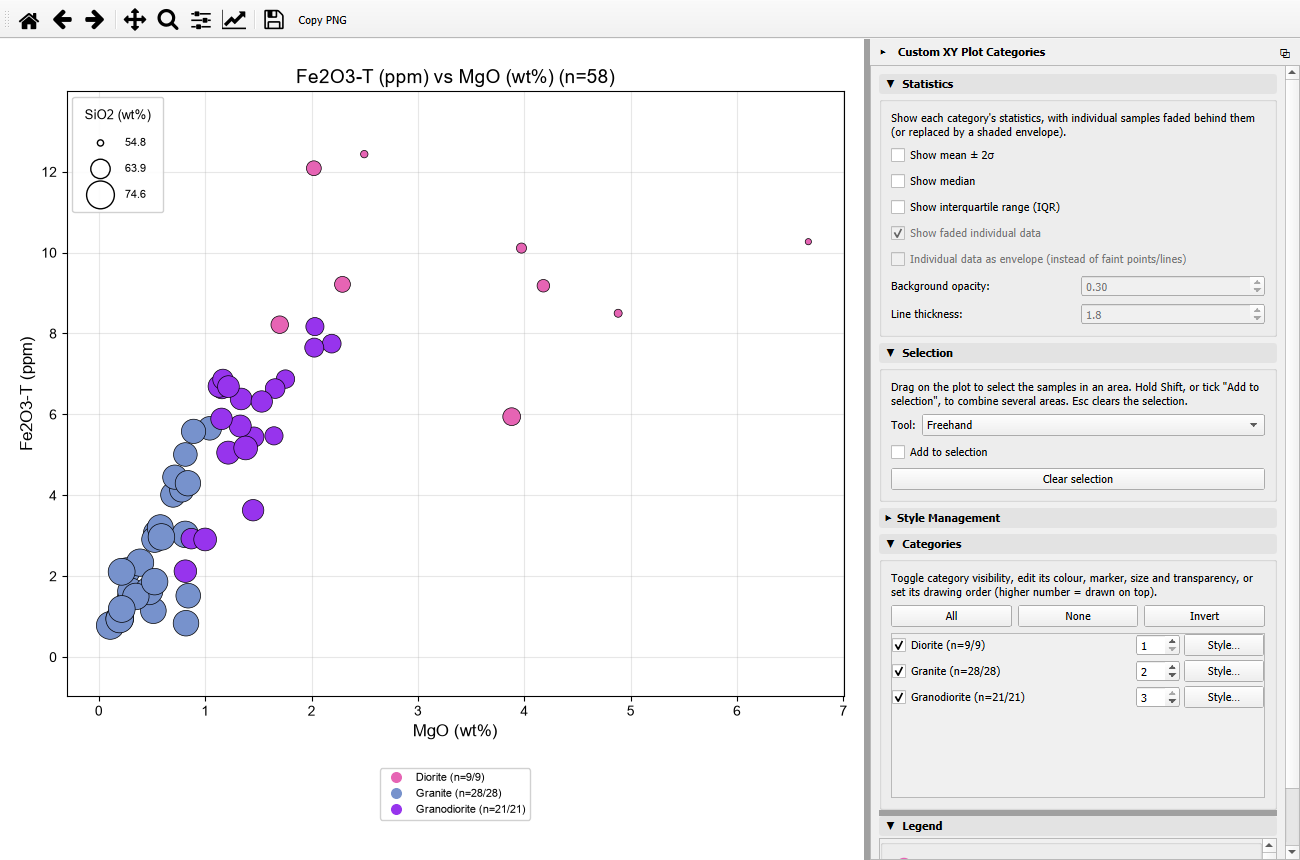 Copy PNG
Fe2O3-T (ppm) vs MgO (wt%) (n=58)
SiO2 (wt%)
54.8
63.9
74.6
12
10
8
6
4
2
0
Fe2O3-T (ppm)
0 1 2 3 4 5 6 7
MgO (wt%)
Diorite (n=9/9)
Granite (n=28/28)
Granodiorite (n=21/21)
Custom XY Plot Categories
Statistics
Show each category's statistics, with individual samples faded behind them
(or replaced by a shaded envelope).
Show mean ± 2σ
Show median
Show interquartile range (IQR)
Show faded individual data
Individual data as envelope (instead of faint points/lines)
Background opacity: 0.30
Line thickness: 1.8
Selection
Drag on the plot to select the samples in an area. Hold Shift, or tick "Add to
selection", to combine several areas. Esc clears the selection.
Tool: Freehand
Add to selection
Clear selection
Style Management
Categories
Toggle category visibility, edit its colour, marker, size and transparency, or
set its drawing order (higher number = drawn on top).
All None Invert
Diorite (n=9/9) 1 Style...
Granite (n=28/28) 2 Style...
Granodiorite (n=21/21) 3 Style...
Legend